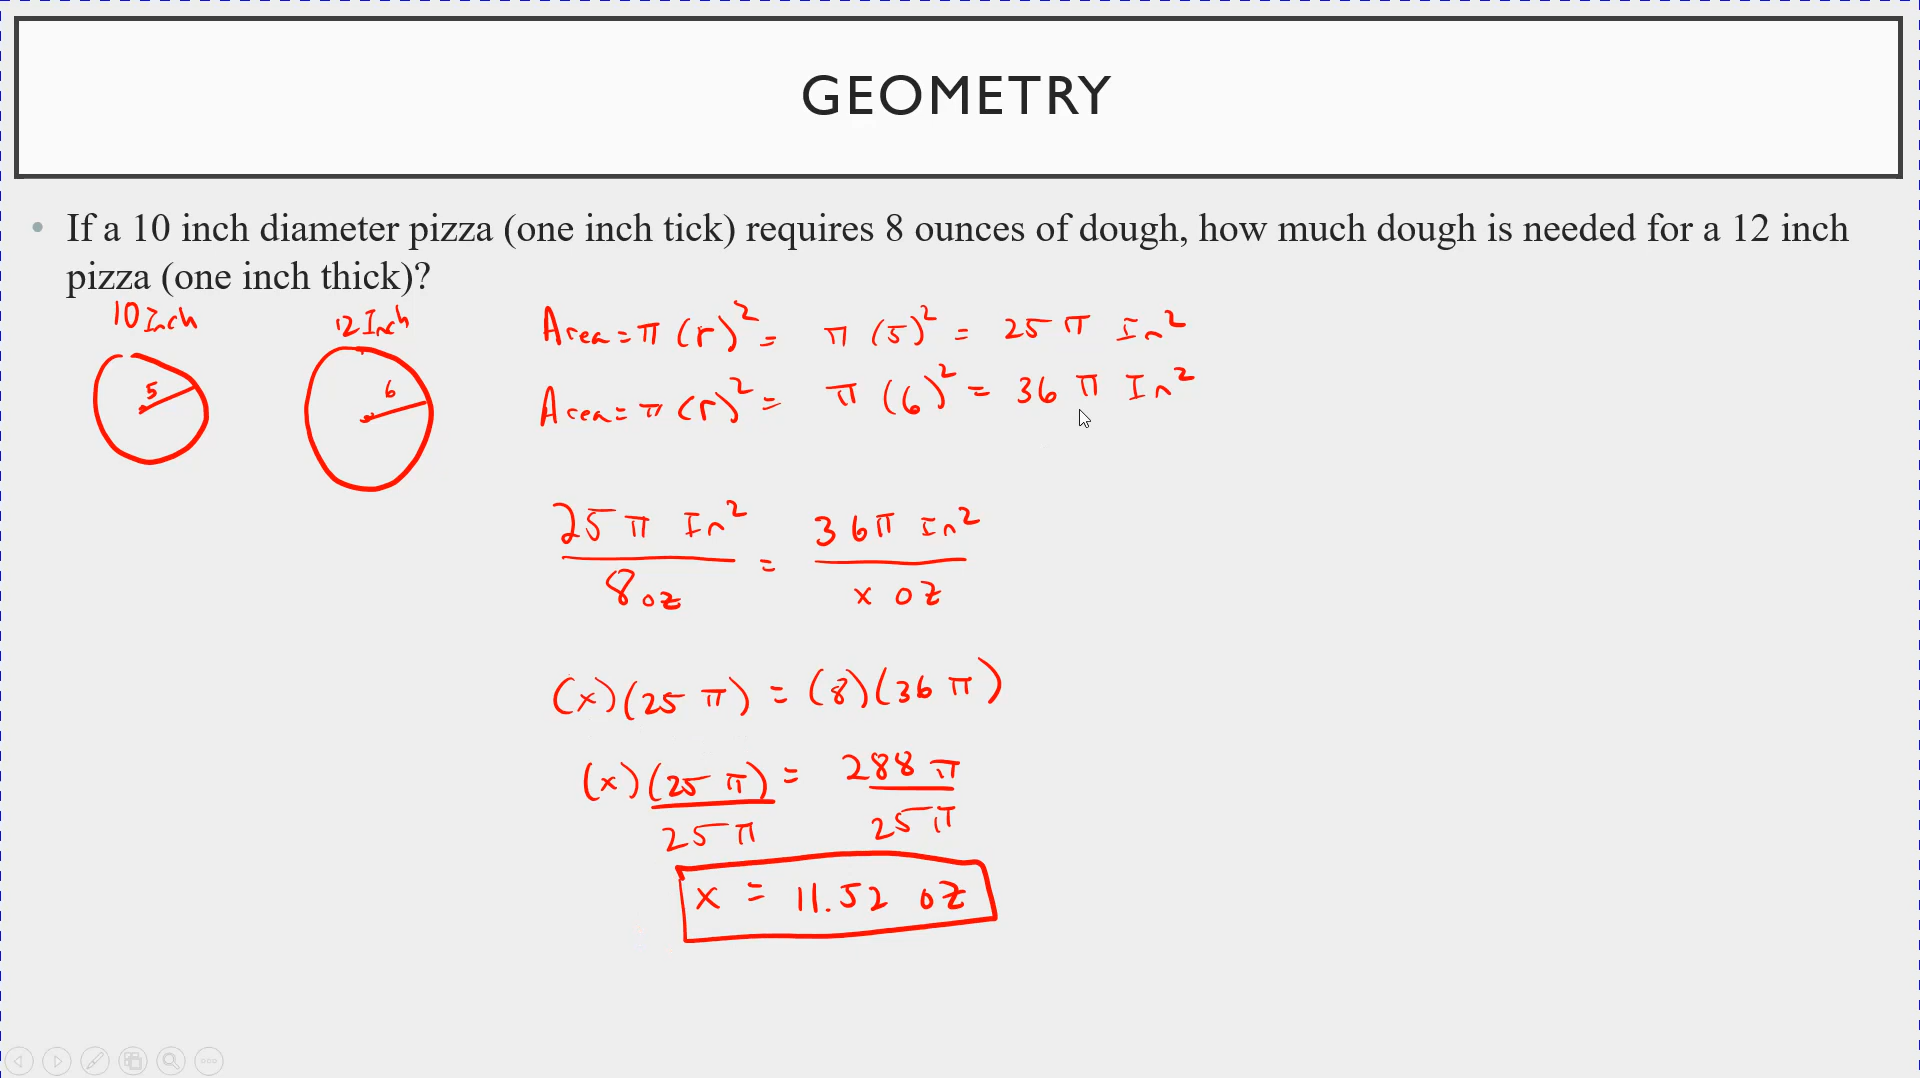 GEOMETRY
• If a 10 inch diameter pizza (one inch tick) requires 8 ounces of dough, how much dough is needed for a 12 inch
pizza (one inch thick)?
10 Inch
12 Inch
5
6
Area = π (r)² = π (5)² = 25 π In²
Area = π (r)² = π (6)² = 36 π In²
25 π In² / 8 oz = 36 π In² / x oz
(x)(25 π) = (8)(36 π)
(x)(25 π) / 25 π = 288 π / 25 π
x = 11.52 oz